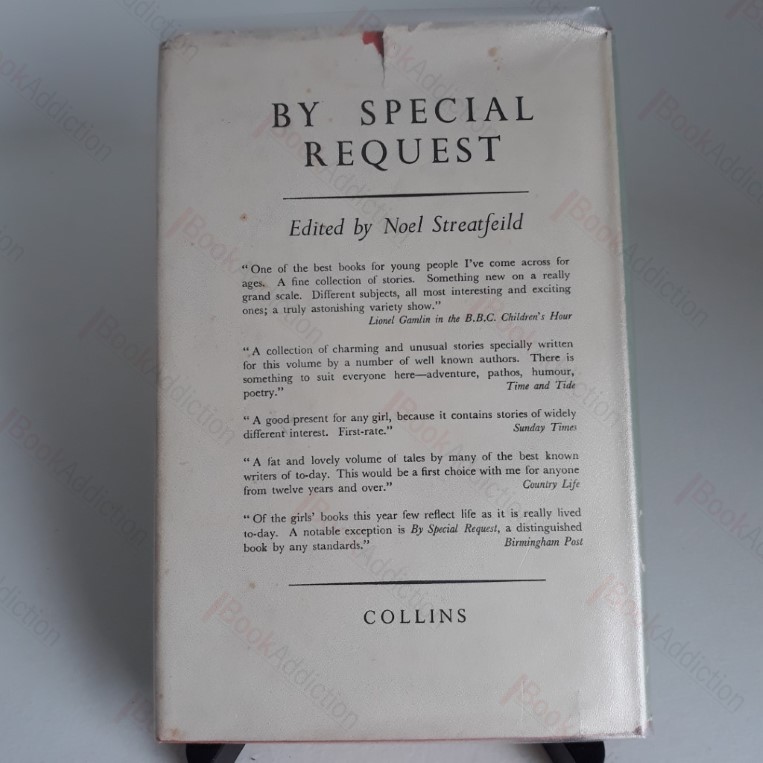 BY SPECIAL
REQUEST
Edited by Noel Streatfeild
“One of the best books for young people I've come across for
ages. A fine collection of stories. Something new on a really
grand scale. Different subjects, all most interesting and exciting
ones; a truly astonishing variety show.”
Lionel Gamlin in the B.B.C. Children's Hour
“A collection of charming and unusual stories specially written
for this volume by a number of well known authors. There is
something to suit everyone here—adventure, pathos, humour,
poetry.” Time and Tide
“A good present for any girl, because it contains stories of widely
different interest. First-rate.” Sunday Times
“A fat and lovely volume of tales by many of the best known
writers of to-day. This would be a first choice with me for anyone
from twelve years and over.” Country Life
“Of the girls' books this year few reflect life as it is really lived
to-day. A notable exception is By Special Request, a distinguished
book by any standards.” Birmingham Post
COLLINS
iBookAddiction